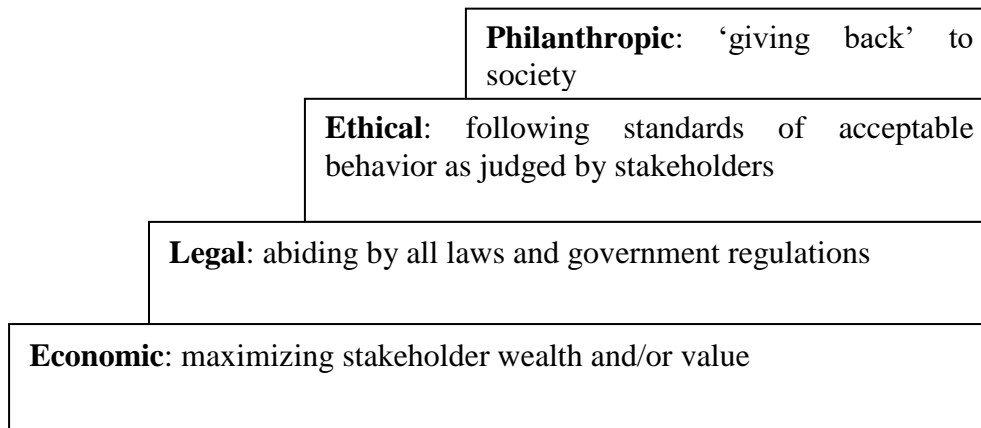 Philanthropic: ‘giving back’ to
society
Ethical: following standards of acceptable
behavior as judged by stakeholders
Legal: abiding by all laws and government regulations
Economic: maximizing stakeholder wealth and/or value